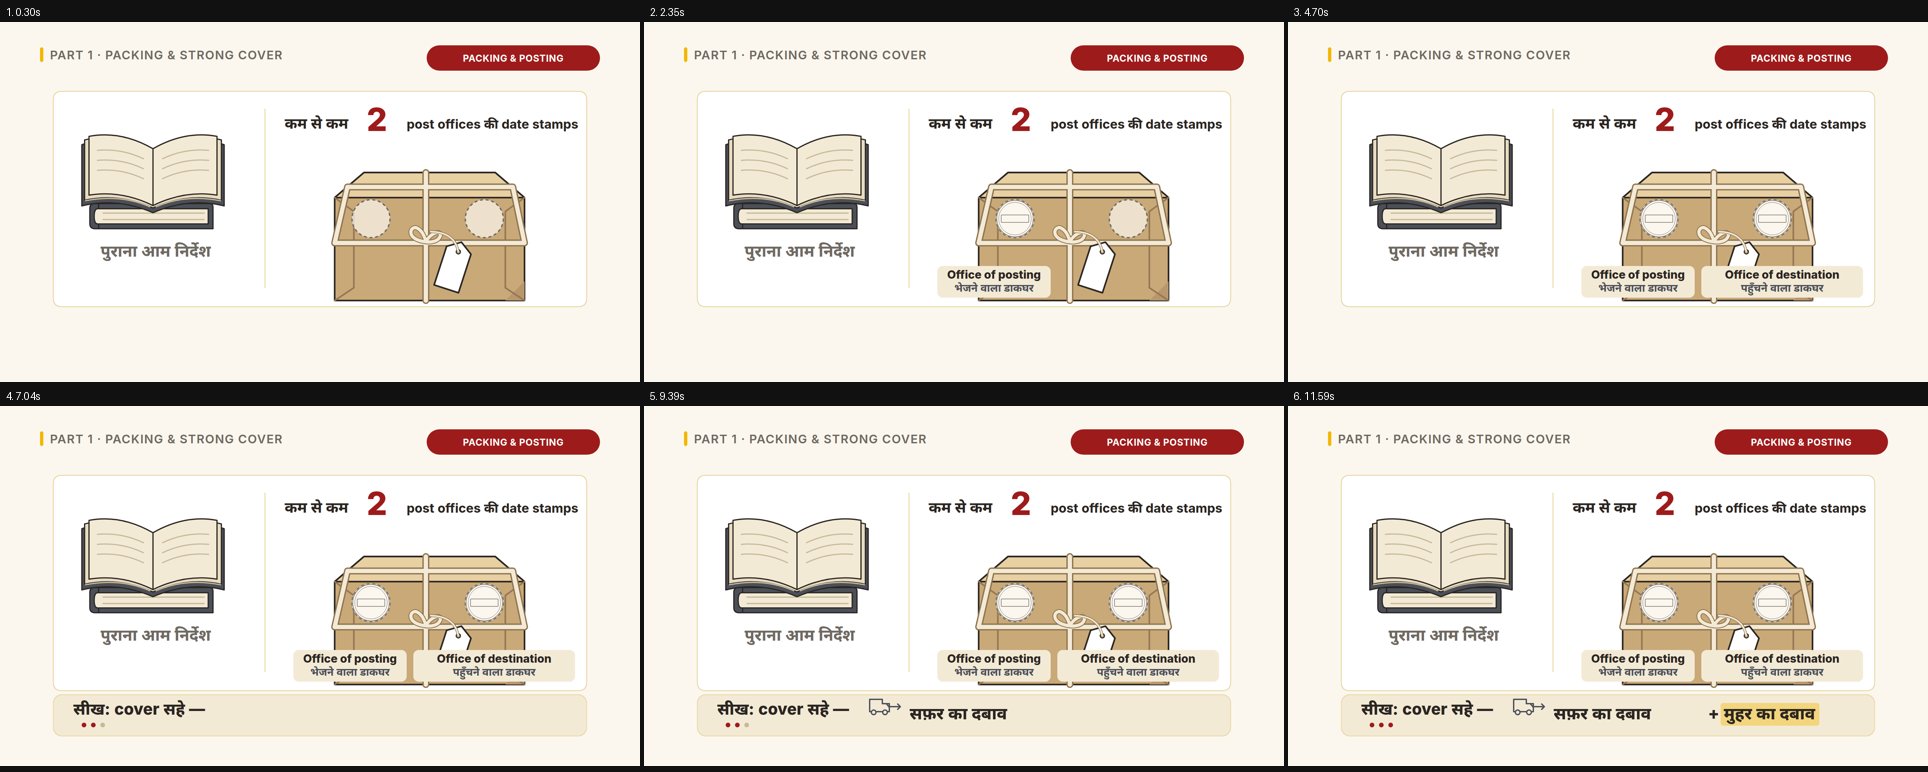 1. 0.30s
PART 1 · PACKING & STRONG COVER
PACKING & POSTING
कम से कम 2 post offices की date stamps
पुराना आम निर्देश
2. 2.35s
PART 1 · PACKING & STRONG COVER
PACKING & POSTING
कम से कम 2 post offices की date stamps
पुराना आम निर्देश
Office of posting
भेजने वाला डाकघर
3. 4.70s
PART 1 · PACKING & STRONG COVER
PACKING & POSTING
कम से कम 2 post offices की date stamps
पुराना आम निर्देश
Office of posting
भेजने वाला डाकघर
Office of destination
पहुँचने वाला डाकघर
4. 7.04s
PART 1 · PACKING & STRONG COVER
PACKING & POSTING
कम से कम 2 post offices की date stamps
पुराना आम निर्देश
Office of posting
भेजने वाला डाकघर
Office of destination
पहुँचने वाला डाकघर
सीख: cover सहे —
5. 9.39s
PART 1 · PACKING & STRONG COVER
PACKING & POSTING
कम से कम 2 post offices की date stamps
पुराना आम निर्देश
Office of posting
भेजने वाला डाकघर
Office of destination
पहुँचने वाला डाकघर
सीख: cover सहे — सफ़र का दबाव
6. 11.59s
PART 1 · PACKING & STRONG COVER
PACKING & POSTING
कम से कम 2 post offices की date stamps
पुराना आम निर्देश
Office of posting
भेजने वाला डाकघर
Office of destination
पहुँचने वाला डाकघर
सीख: cover सहे — सफ़र का दबाव + मुहर का दबाव